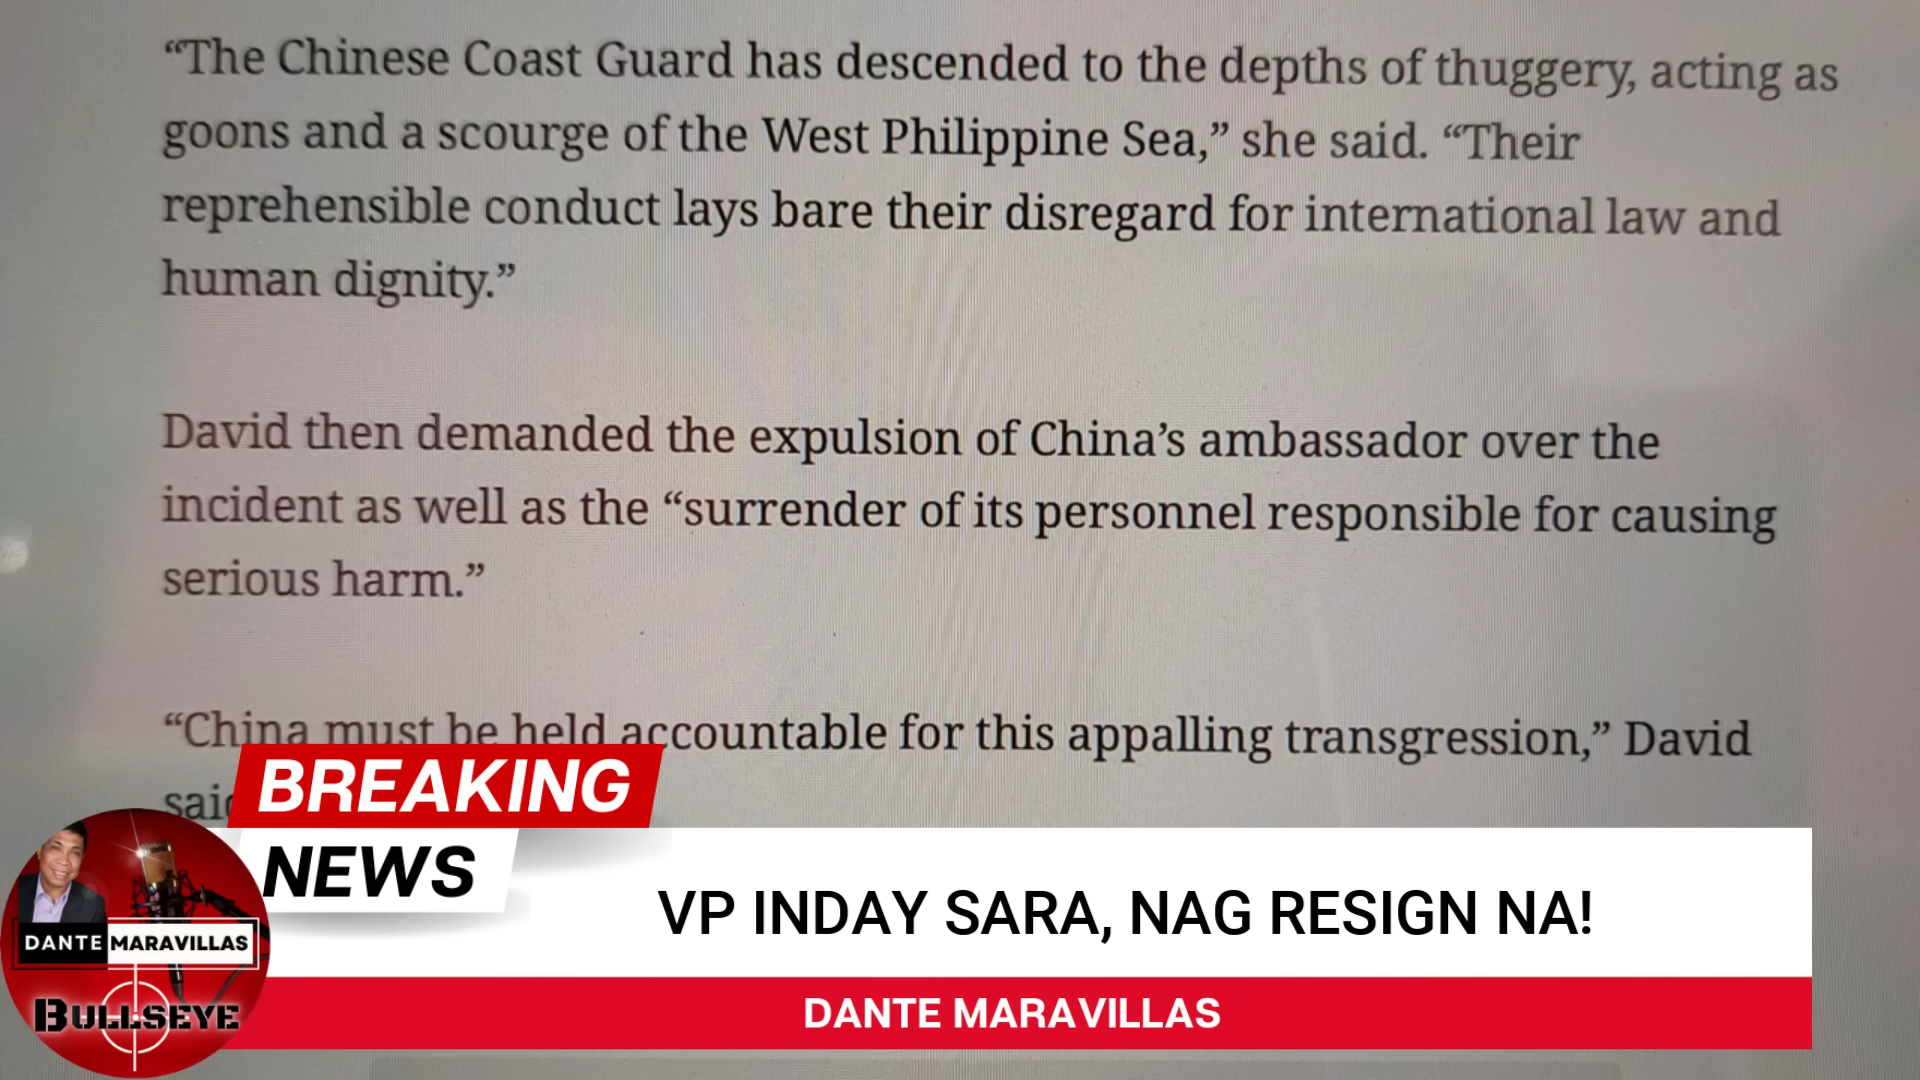 “The Chinese Coast Guard has descended to the depths of thuggery, acting as
goons and a scourge of the West Philippine Sea,” she said. “Their
reprehensible conduct lays bare their disregard for international law and
human dignity.”
David then demanded the expulsion of China’s ambassador over the
incident as well as the “surrender of its personnel responsible for causing
serious harm.”
“China must be held accountable for this appalling transgression,” David
BREAKING
NEWS
VP INDAY SARA, NAG RESIGN NA!
DANTE MARAVILLAS
DANTE MARAVILLAS
BULLSEYE